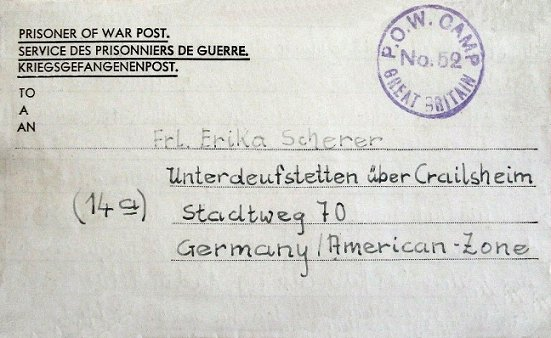 PRISONER OF WAR POST.
SERVICE DES PRISONNIERS DE GUERRE.
KRIEGSGEFANGENENPOST.
P.O.W. CAMP
No. 52
GREAT BRITAIN
TO
A
AN
Frl. Erika Scherer
Unterdeufstetten über Crailsheim
(14a)
Stadtweg 70
Germany/American-Zone